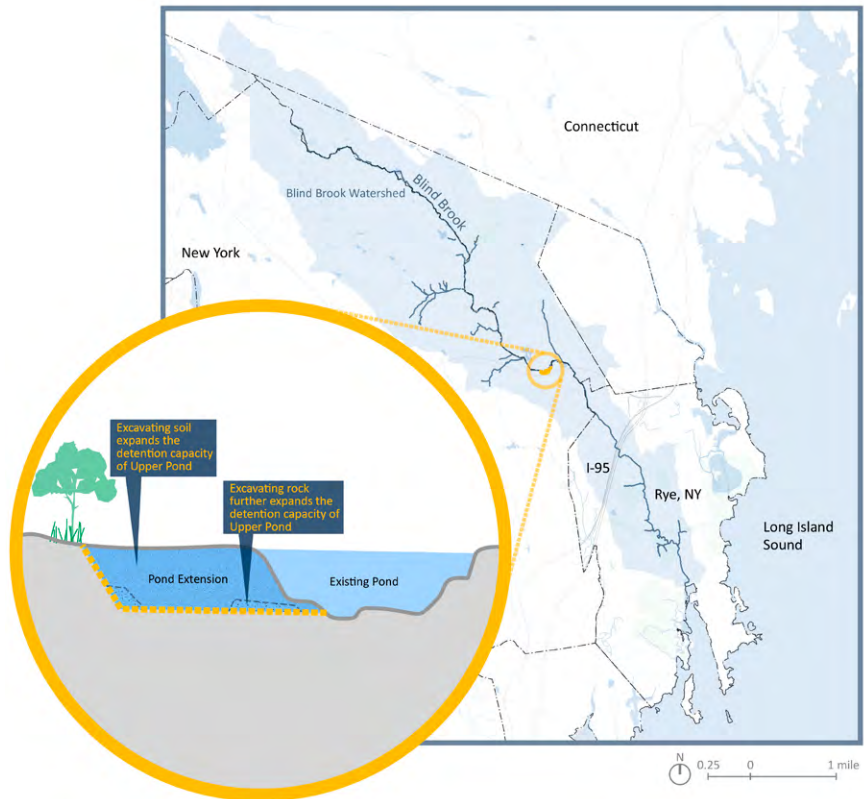 Connecticut
Blind Brook
Blind Brook Watershed
New York
Excavating soil
expands the
detention capacity
of Upper Pond
Excavating rock
further expands the
detention capacity of
Upper Pond
Pond Extension
Existing Pond
I-95
Rye, NY
Long Island
Sound
N
0.25 0 1 mile